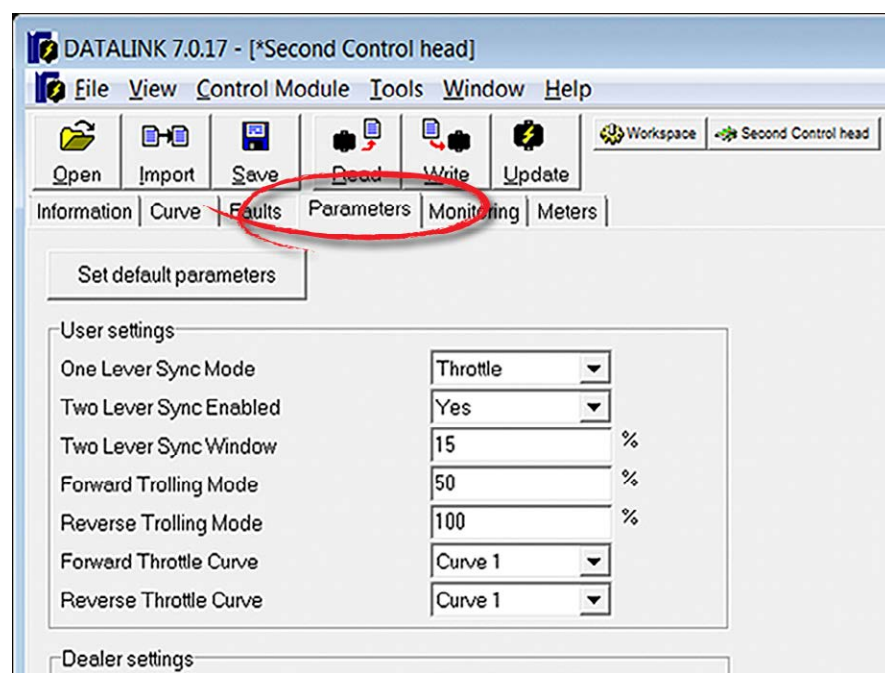 DATALINK 7.0.17 - [*Second Control head]
File View Control Module Tools Window Help
Open Import Save Read Write Update Workspace Second Control head
Information Curve Faults Parameters Monitoring Meters
Set default parameters
User settings
One Lever Sync Mode Throttle
Two Lever Sync Enabled Yes
Two Lever Sync Window 15 %
Forward Trolling Mode 50 %
Reverse Trolling Mode 100 %
Forward Throttle Curve Curve 1
Reverse Throttle Curve Curve 1
Dealer settings